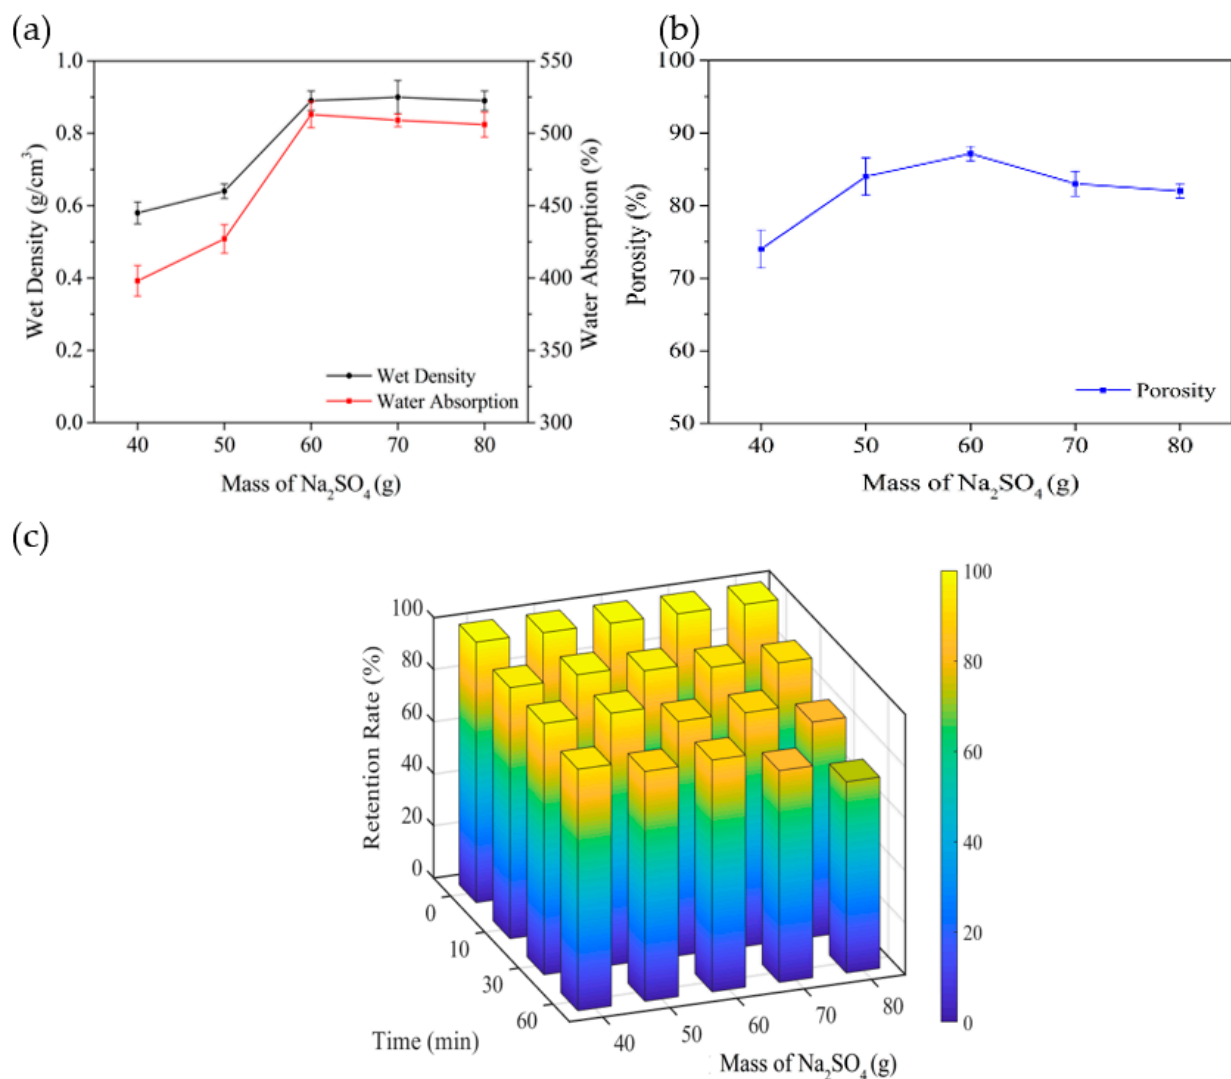 (a)
1.0
0.8
0.6
0.4
0.2
0.0
Wet Density (g/cm³)
550
500
450
400
350
300
Water Absorption (%)
Wet Density
Water Absorption
40 50 60 70 80
Mass of Na₂SO₄ (g)
(b)
100
90
80
70
60
50
Porosity (%)
Porosity
40 50 60 70 80
Mass of Na₂SO₄ (g)
(c)
100
80
60
40
20
0
Retention Rate (%)
0
10
30
60
Time (min)
40 50 60 70 80
Mass of Na₂SO₄ (g)
100
80
60
40
20
0